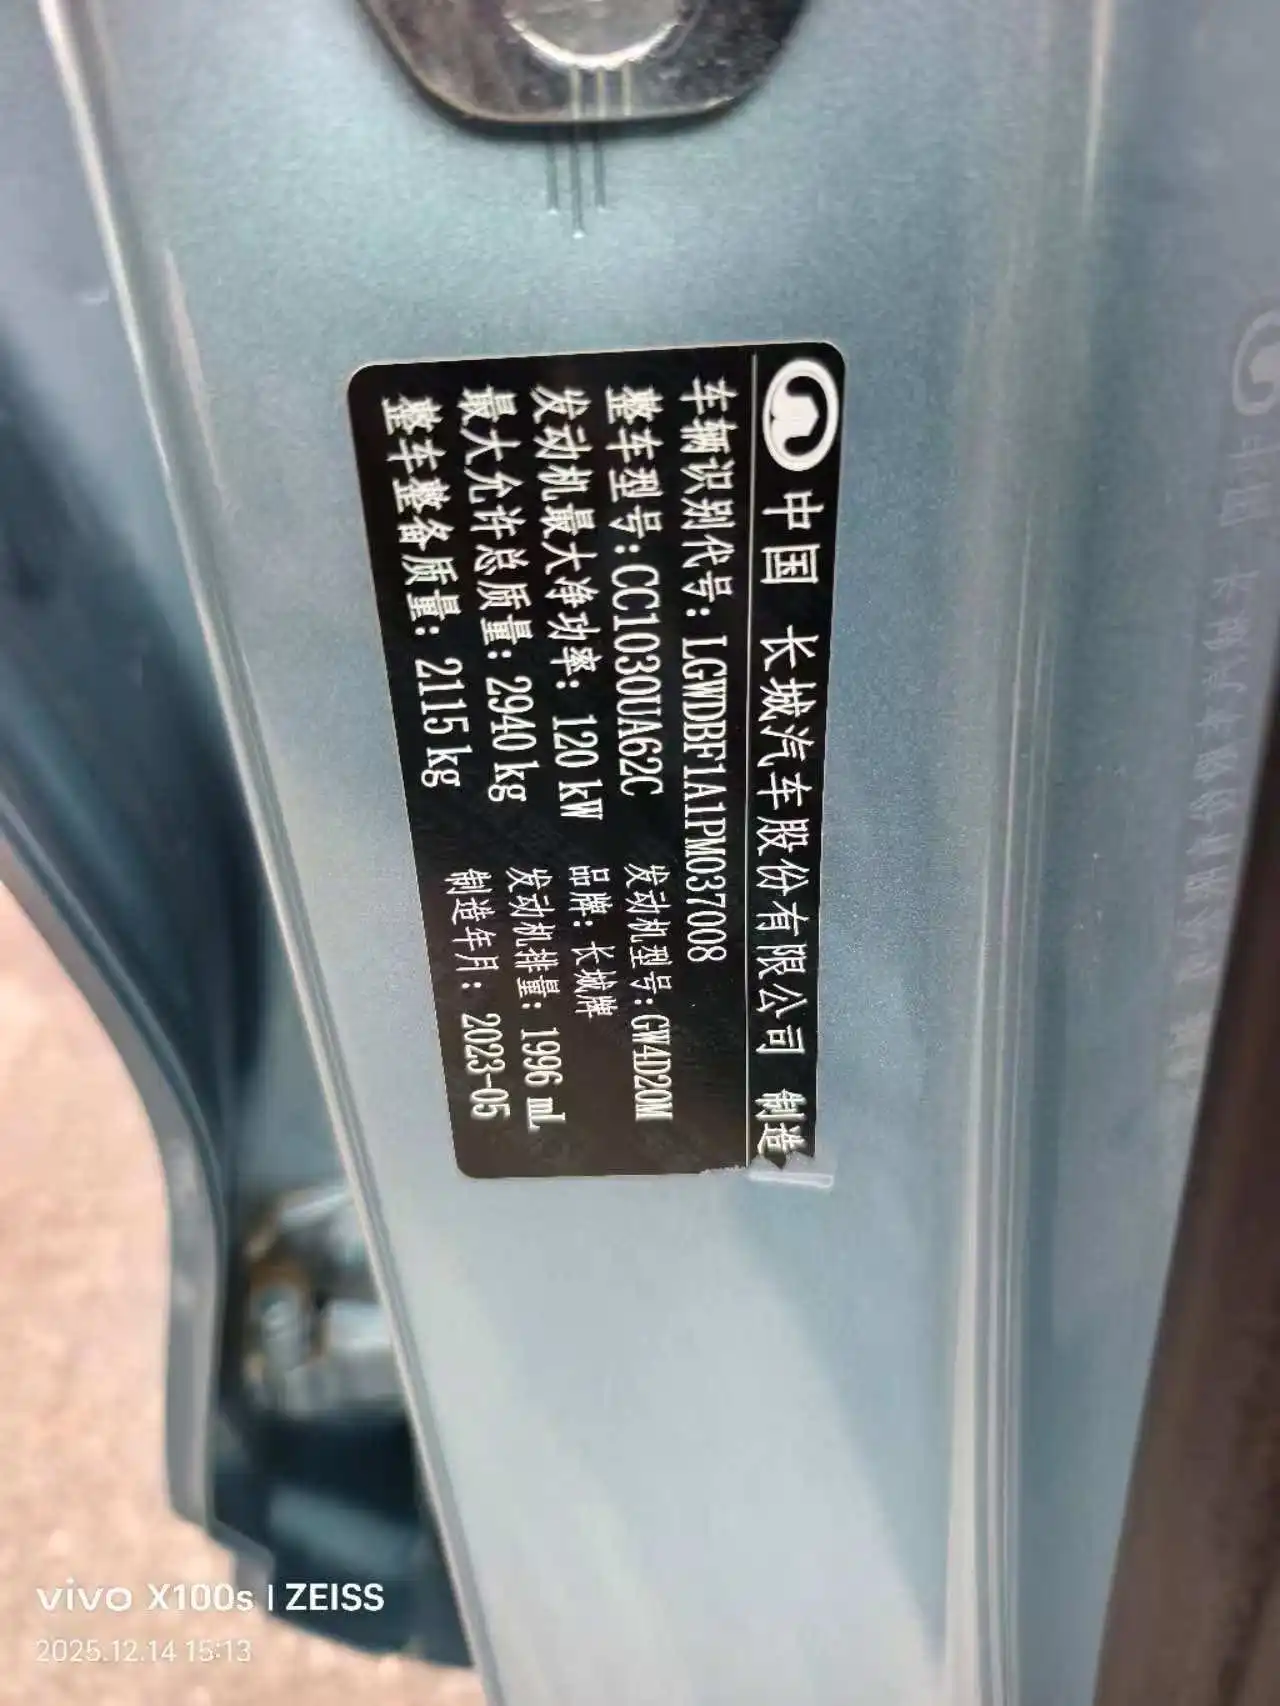 中国 长城汽车股份有限公司 制造
车辆识别代号: LGWDBF1A1PM037008
整车型号:CC1030UA62C 发动机型号:GW4D20M
发动机最大净功率: 120 kW 品牌: 长城牌
最大允许总质量: 2940 kg 发动机排量: 1996 mL
整车整备质量: 2115 kg 制造年月: 2023-05
vivo X100s | ZEISS
2025.12.14 15:13